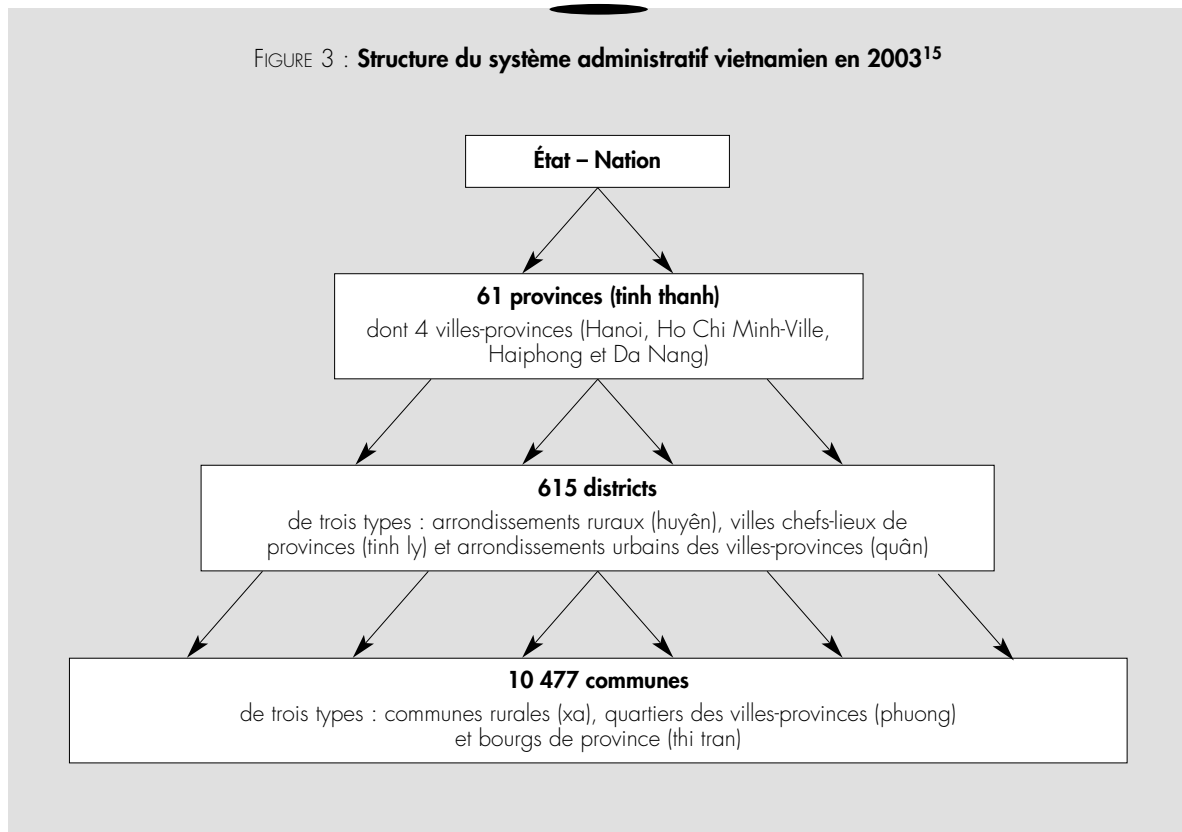 FIGURE 3 : Structure du système administratif vietnamien en 2003¹⁵
État – Nation
61 provinces (tinh thanh)
dont 4 villes-provinces (Hanoi, Ho Chi Minh-Ville,
Haiphong et Da Nang)
615 districts
de trois types : arrondissements ruraux (huyên), villes chefs-lieux de
provinces (tinh ly) et arrondissements urbains des villes-provinces (quân)
10 477 communes
de trois types : communes rurales (xa), quartiers des villes-provinces (phuong)
et bourgs de province (thi tran)